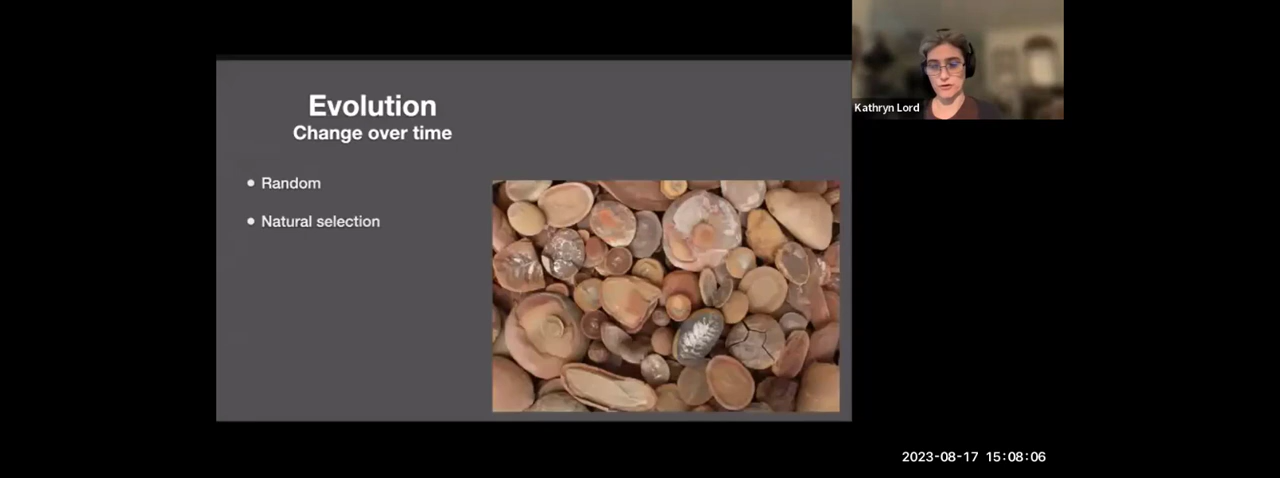 Evolution
Change over time
Random
Natural selection
Kathryn Lord
2023-08-17 15:08:06